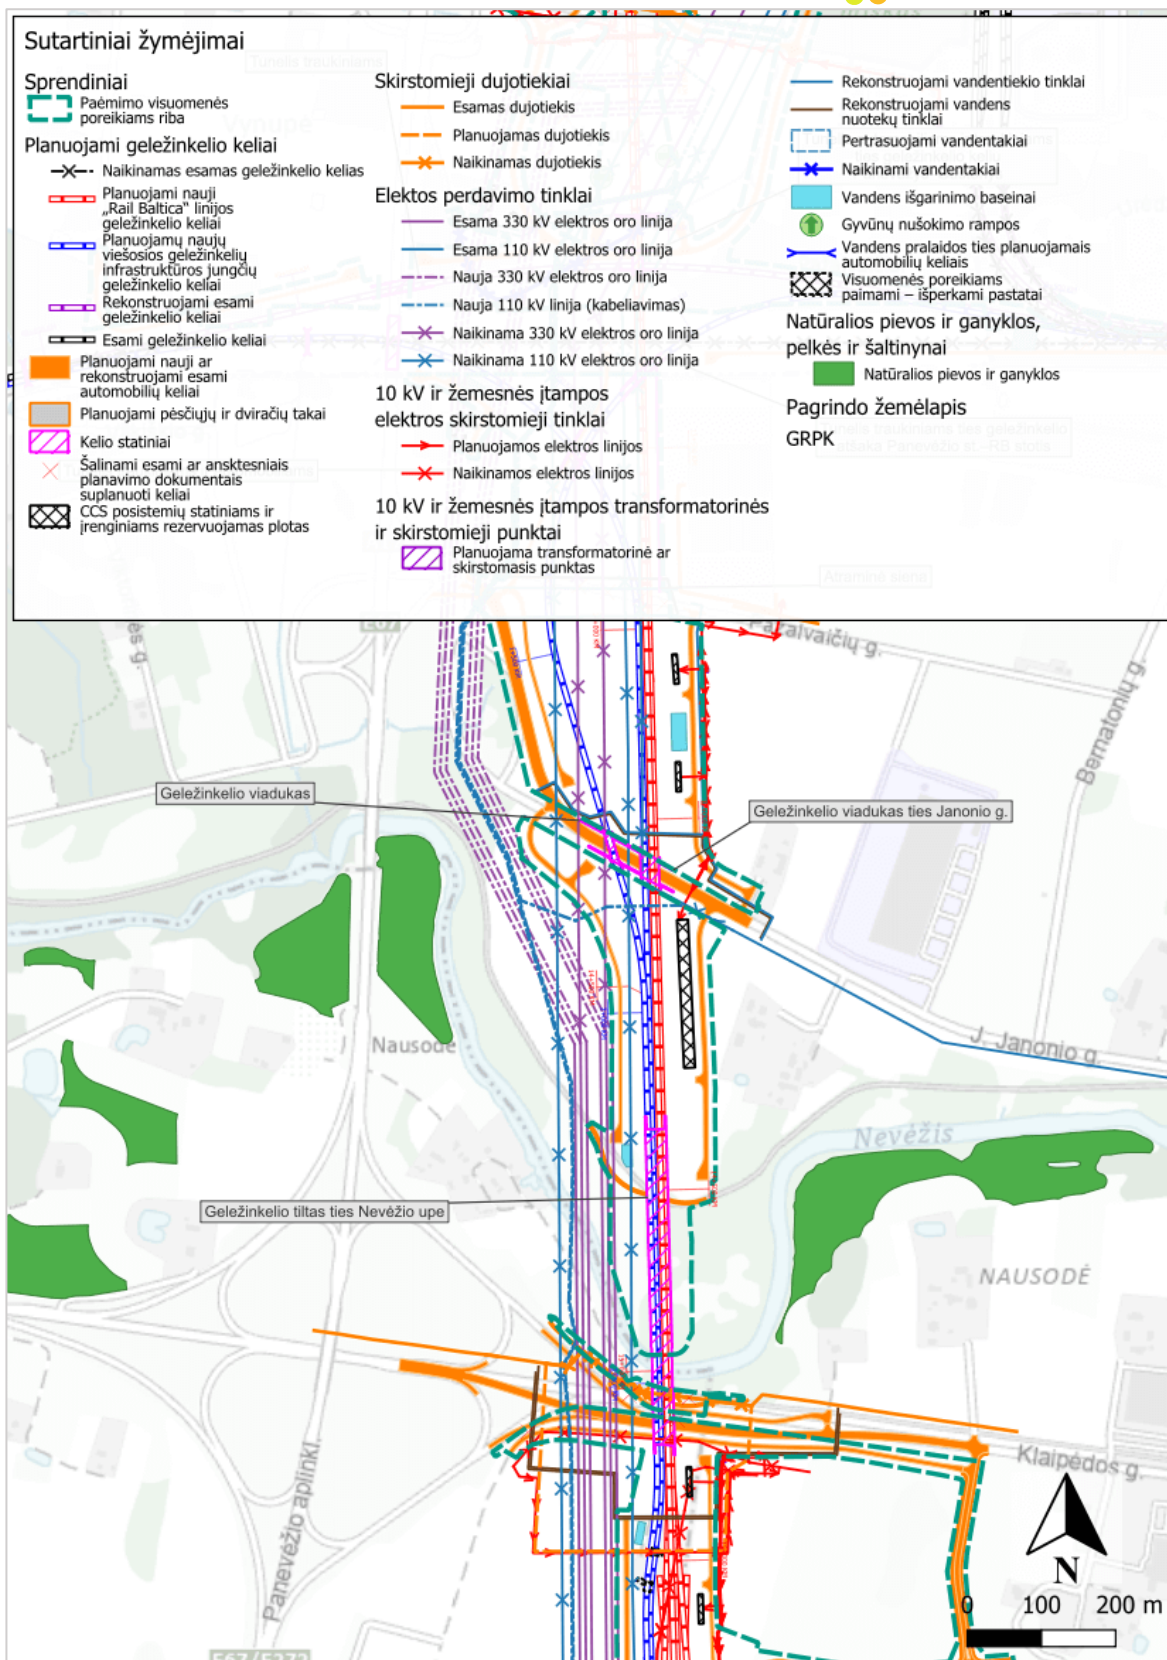 Sutartiniai žymėjimai
Sprendiniai
Paėmimo visuomenės
poreikiams riba
Planuojami geležinkelio keliai
Naikinamas esamas geležinkelio kelias
Planuojami nauji
„Rail Baltica“ linijos
geležinkelio keliai
Planuojamų naujų
viešosios geležinkelių
infrastruktūros jungčių
geležinkelio keliai
Rekonstruojami esami
geležinkelio keliai
Esami geležinkelio keliai
Planuojami nauji ar
rekonstruojami esami
automobilių keliai
Planuojami pėsčiųjų ir dviračių takai
Kelio statiniai
Šalinami esami ar ansktesniais
planavimo dokumentais
suplanuoti keliai
CCS posistemių statiniams ir
įrenginiams rezervuojamas plotas
Skirstomieji dujotiekiai
Esamas dujotiekis
Planuojamas dujotiekis
Naikinamas dujotiekis
Elektos perdavimo tinklai
Esama 330 kV elektros oro linija
Esama 110 kV elektros oro linija
Nauja 330 kV elektros oro linija
Nauja 110 kV linija (kabeliavimas)
Naikinama 330 kV elektros oro linija
Naikinama 110 kV elektros oro linija
10 kV ir žemesnės įtampos
elektros skirstomieji tinklai
Planuojamos elektros linijos
Naikinamos elektros linijos
10 kV ir žemesnės įtampos transformatorinės
ir skirstomieji punktai
Planuojama transformatorinė ar
skirstomasis punktas
Rekonstruojami vandentiekio tinklai
Rekonstruojami vandens
nuotekų tinklai
Pertrasuojami vandentakiai
Naikinami vandentakiai
Vandens išgarinimo baseinai
Gyvūnų nušokimo rampos
Vandens pralaidos ties planuojamais
automobilių keliais
Visuomenės poreikiams
paimami – išperkami pastatai
Natūralios pievos ir ganyklos,
pelkės ir šaltinynai
Natūralios pievos ir ganyklos
Pagrindo žemėlapis
GRPK
Atraminė siena
E67
Bernatonių g.
Geležinkelio viadukas
Geležinkelio viadukas ties Janonio g.
Nausodė
J. Janonio g.
Nevėžis
Geležinkelio tiltas ties Nevėžio upe
NAUSODĖ
Klaipėdos g.
Panevėžio aplinkl.
N
0 100 200 m
E67/E272